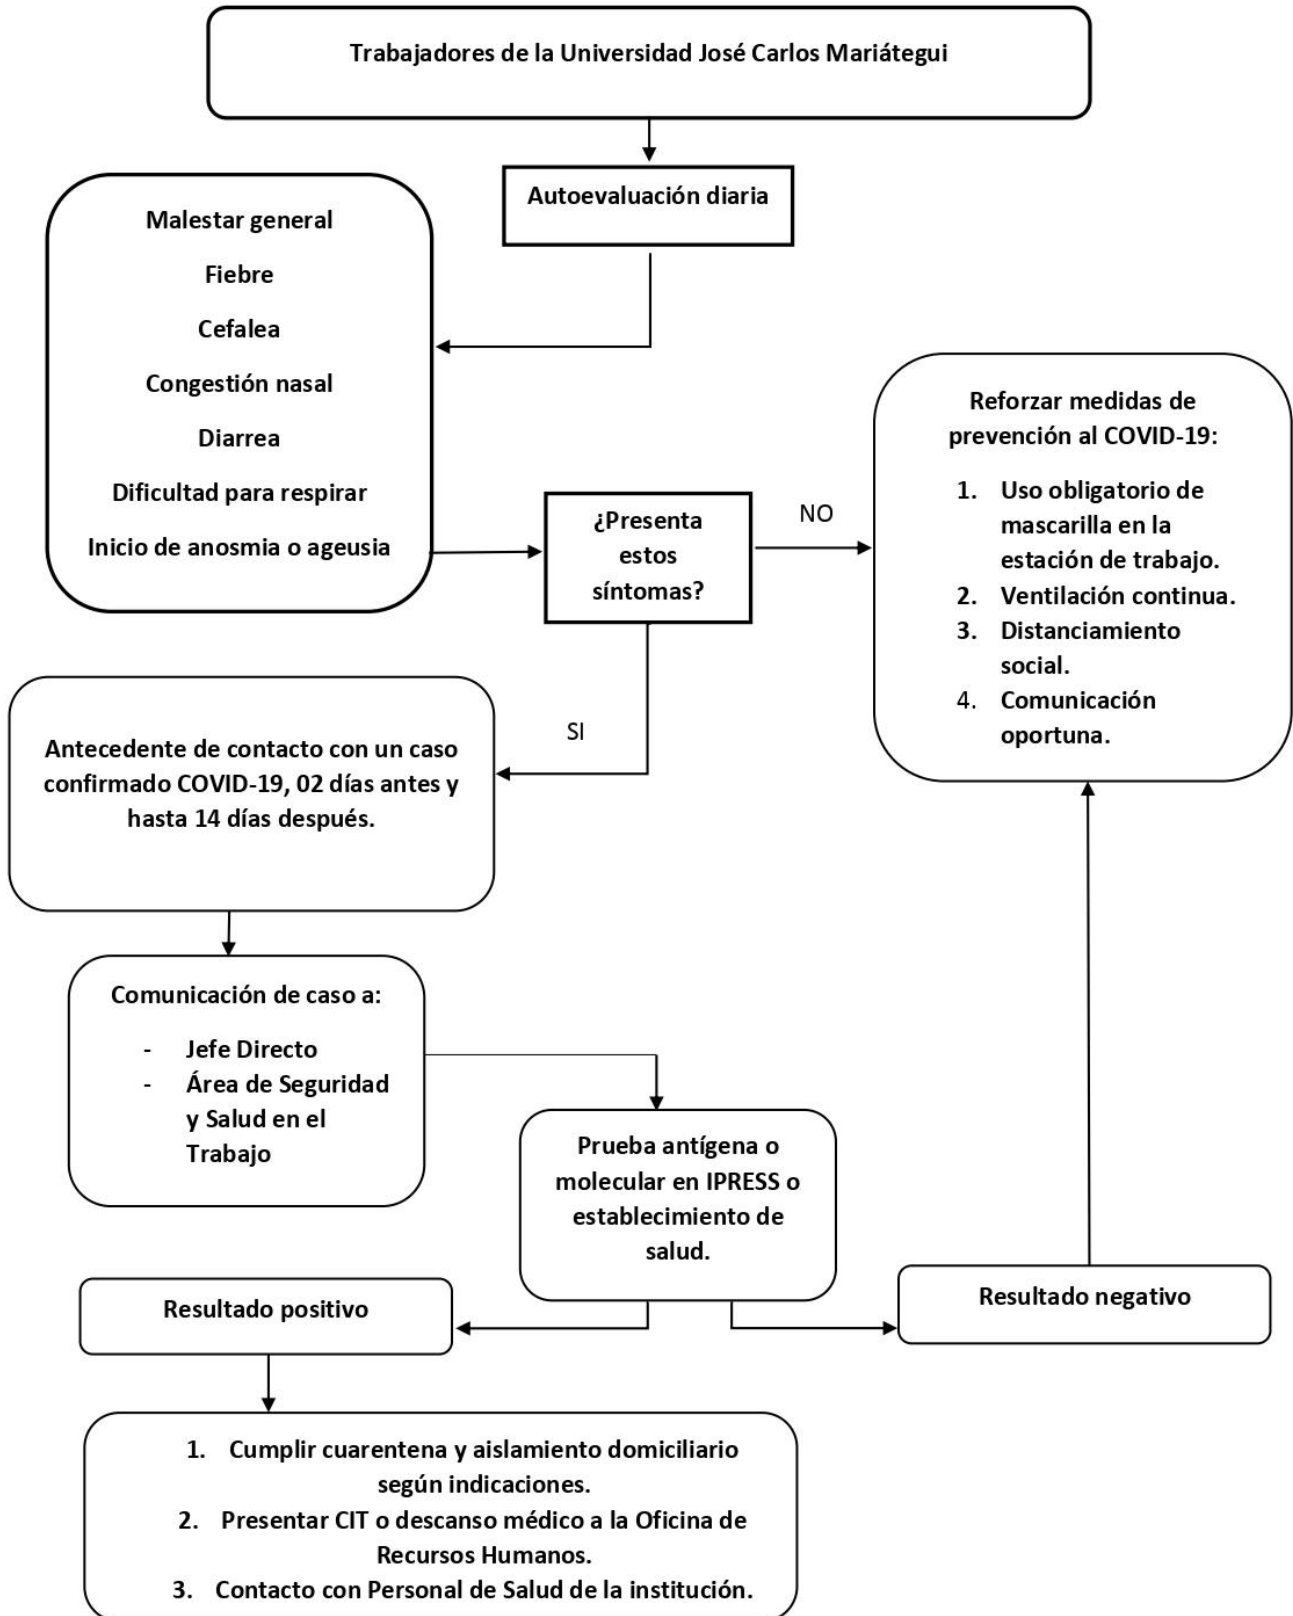 Trabajadores de la Universidad José Carlos Mariátegui
Autoevaluación diaria
Malestar general
Fiebre
Cefalea
Congestión nasal
Diarrea
Dificultad para respirar
Inicio de anosmia o ageusia
¿Presenta
estos
síntomas?
NO
Reforzar medidas de
prevención al COVID-19:
1. Uso obligatorio de
mascarilla en la
estación de trabajo.
2. Ventilación continua.
3. Distanciamiento
social.
4. Comunicación
oportuna.
SI
Antecedente de contacto con un caso
confirmado COVID-19, 02 días antes y
hasta 14 días después.
Comunicación de caso a:
- Jefe Directo
- Área de Seguridad
y Salud en el
Trabajo
Prueba antígena o
molecular en IPRESS o
establecimiento de
salud.
Resultado positivo
Resultado negativo
1. Cumplir cuarentena y aislamiento domiciliario
según indicaciones.
2. Presentar CIT o descanso médico a la Oficina de
Recursos Humanos.
3. Contacto con Personal de Salud de la institución.